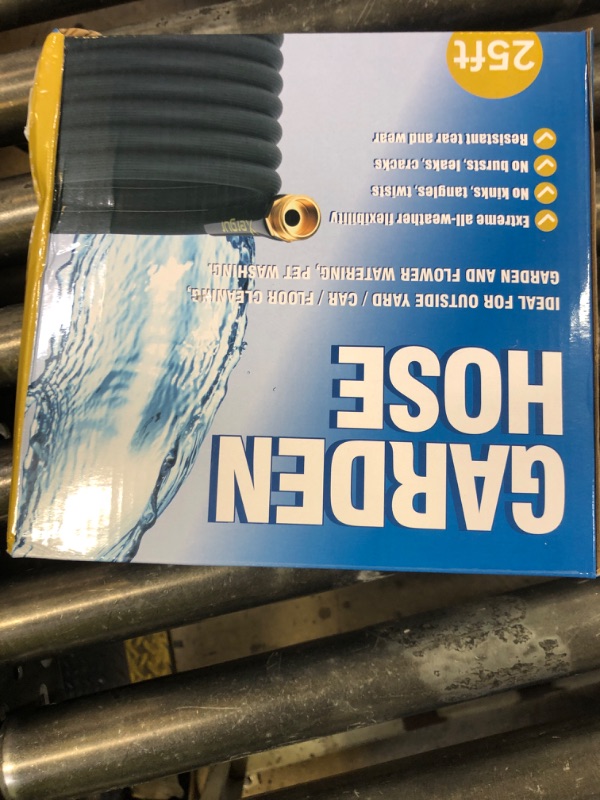 GARDEN
HOSE
IDEAL FOR OUTSIDE YARD / CAR / FLOOR CLEANING,
GARDEN AND FLOWER WATERING, PET WASHING.
Extreme all-weather flexibility
No kinks, tangles, twists
No bursts, leaks, cracks
Resistant tear and wear
25ft